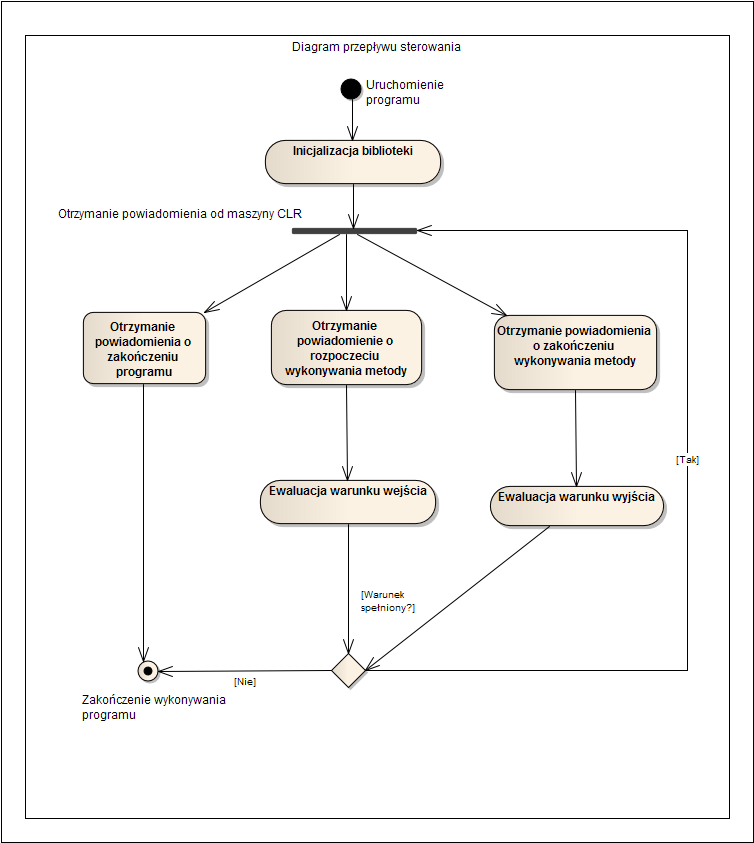 Diagram przepływu sterowania
Uruchomienie
programu
Inicjalizacja biblioteki
Otrzymanie powiadomienia od maszyny CLR
Otrzymanie
powiadomienia o
zakończeniu
programu
Otrzymanie
powiadomienie o
rozpoczeciu
wykonywania metody
Otrzymanie powiadomienia
o zakończeniu
wykonywania metody
[Tak]
Ewaluacja warunku wejścia
Ewaluacja warunku wyjścia
[Warunek
spełniony?]
[Nie]
Zakończenie wykonywania
programu